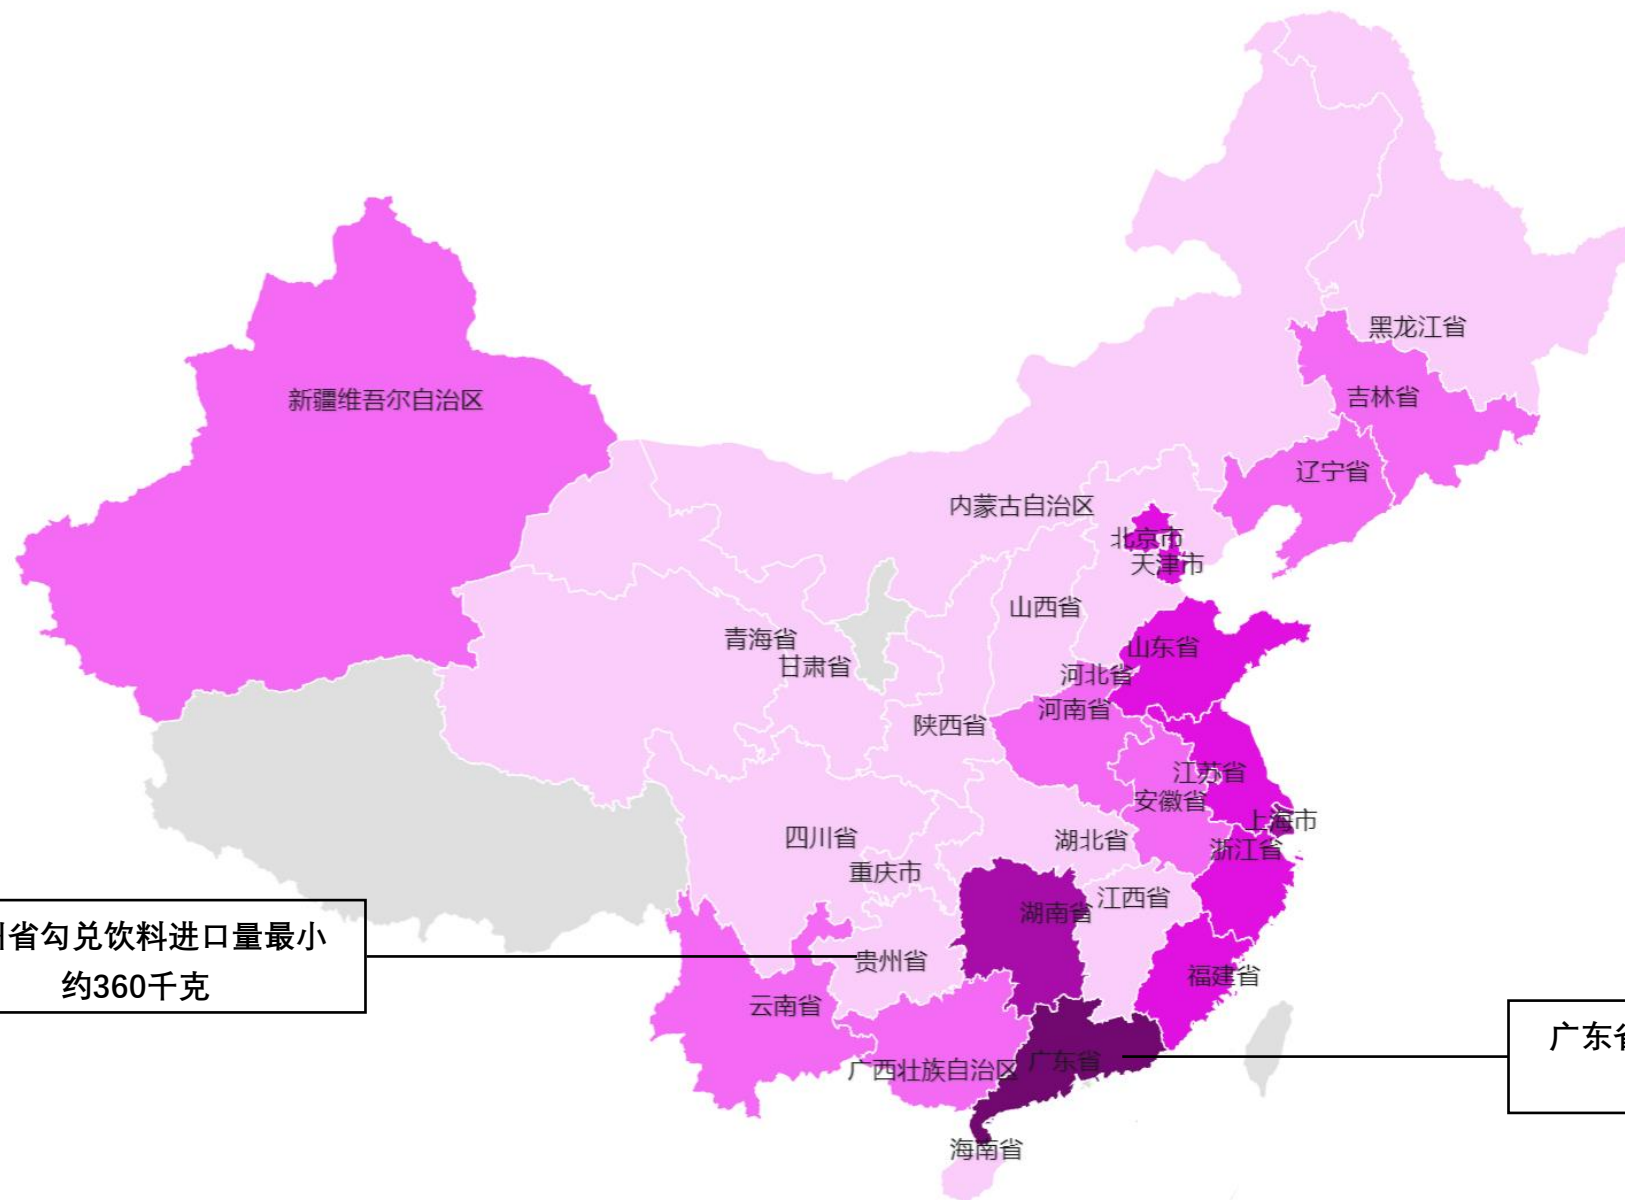 黑龙江省
吉林省
新疆维吾尔自治区
辽宁省
内蒙古自治区
北京市
天津市
山西省
青海省
山东省
甘肃省
河北省
河南省
陕西省
江苏省
安徽省
上海市
四川省
湖北省
浙江省
重庆市
江西省
湖南省
省勾兑饮料进口量最小
约360千克
贵州省
福建省
云南省
广东省
广西壮族自治区
广东省
海南省